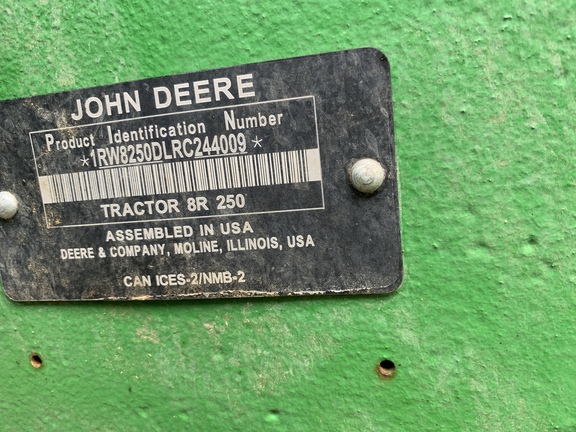 JOHN DEERE
Product Identification Number
*1RW8250DLRC244009*
TRACTOR 8R 250
ASSEMBLED IN USA
DEERE & COMPANY, MOLINE, ILLINOIS, USA
CAN ICES-2/NMB-2